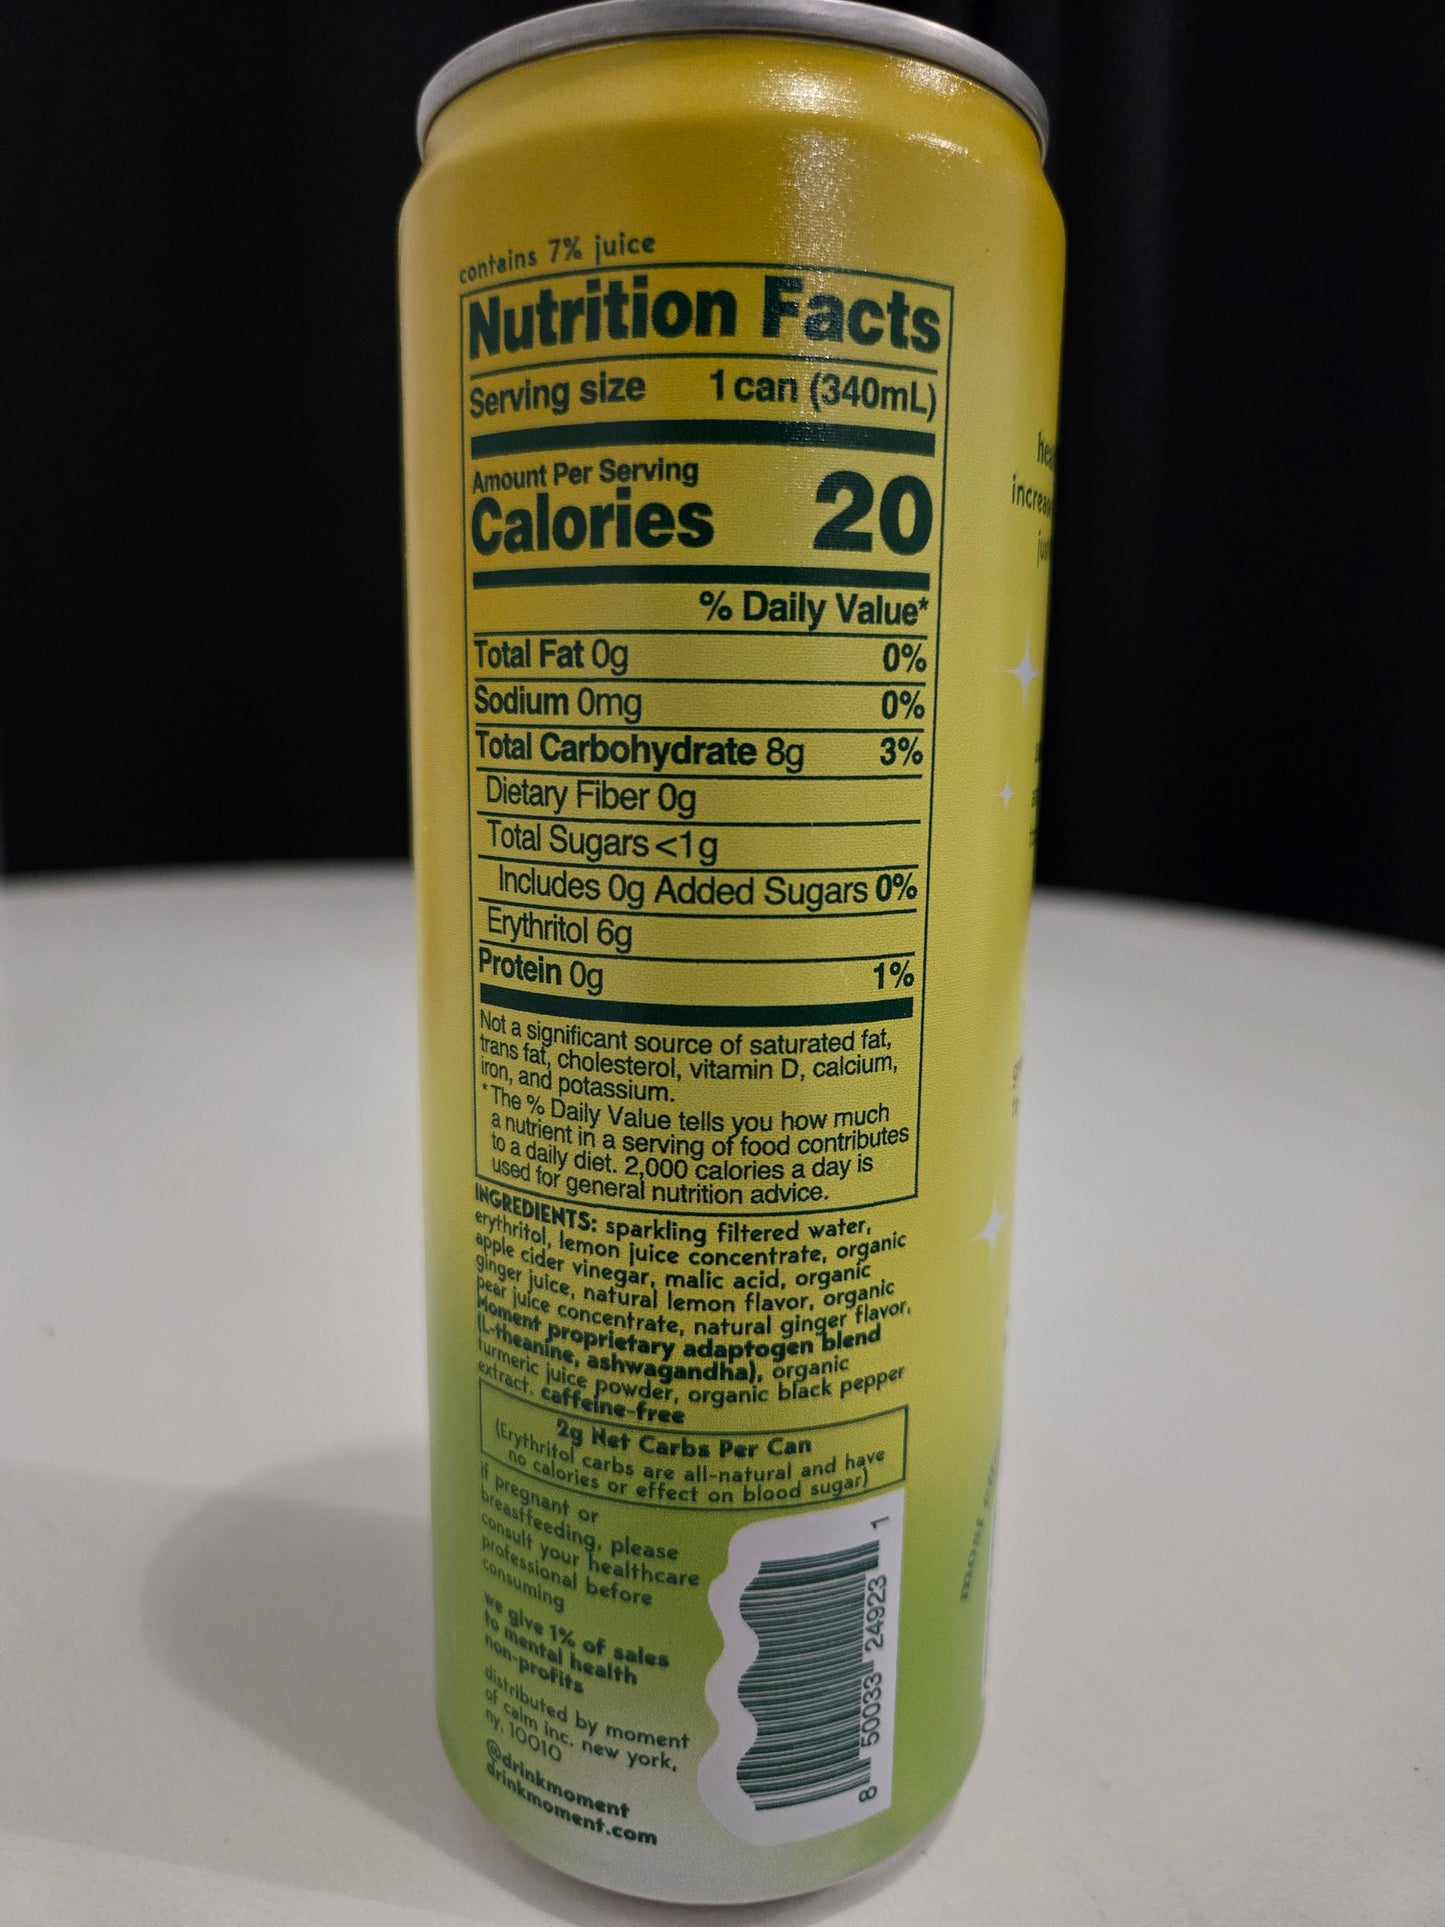 contains 7% juice
Nutrition Facts
Serving size 1 can (340mL)
Amount Per Serving
Calories 20
% Daily Value*
Total Fat 0g 0%
Sodium 0mg 0%
Total Carbohydrate 8g 3%
Dietary Fiber 0g
Total Sugars <1g
Includes 0g Added Sugars 0%
Erythritol 6g
Protein 0g 1%
Not a significant source of saturated fat,
trans fat, cholesterol, vitamin D, calcium,
iron, and potassium.
*The % Daily Value tells you how much
a nutrient in a serving of food contributes
to a daily diet. 2,000 calories a day is
used for general nutrition advice.
INGREDIENTS: sparkling filtered water,
erythritol, lemon juice concentrate, organic
apple cider vinegar, malic acid, organic
ginger juice, natural lemon flavor, organic
pear juice concentrate, natural ginger flavor,
Moment proprietary adaptogen blend
(L-theanine, ashwagandha), organic
turmeric juice powder, organic black pepper
extract. caffeine-free
2g Net Carbs Per Can
(Erythritol carbs are all-natural and have
no calories or effect on blood sugar)
if pregnant or
breastfeeding, please
consult your healthcare
professional before
consuming
we give 1% of sales
to mental health
non-profits
distributed by moment
of calm inc. new york,
ny, 10010
@drinkmoment
drinkmoment.com
8 50033 24923 1